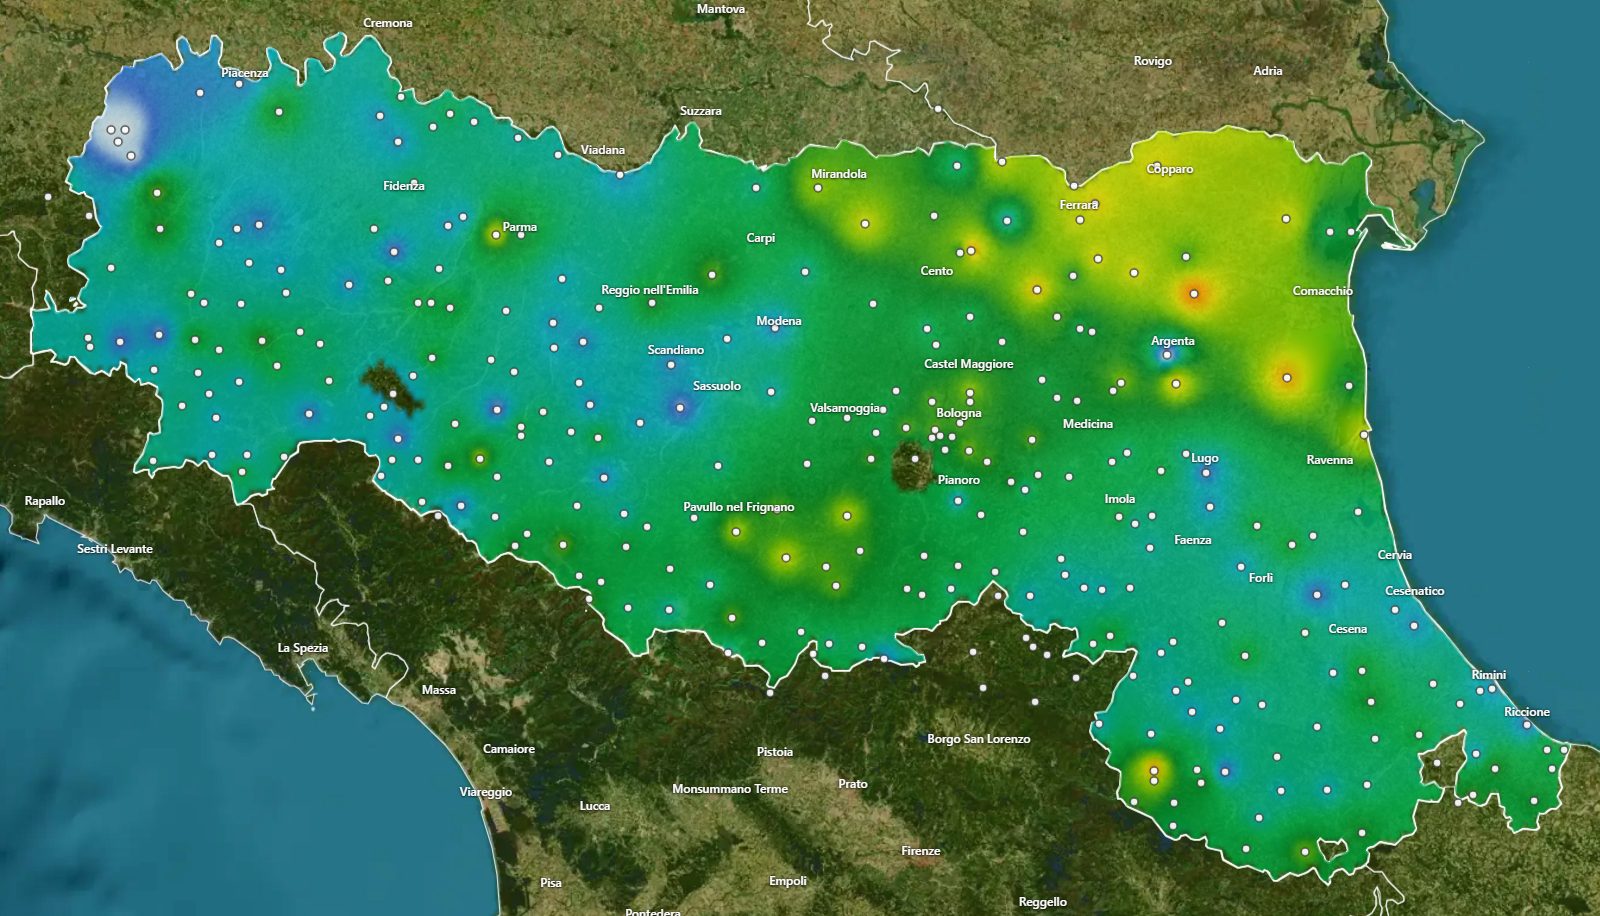 Mantova
Cremona
Rovigo
Adria
Piacenza
Suzzara
Viadana
Copparo
Mirandola
Fidenza
Ferrara
Parma
Carpi
Cento
Reggio nell'Emilia
Comacchio
Modena
Argenta
Scandiano
Castel Maggiore
Sassuolo
Valsamoggia
Bologna
Medicina
Lugo
Ravenna
Pianoro
Rapallo
Imola
Pavullo nel Frignano
Faenza
Sestri Levante
Cervia
Forlì
Cesenatico
Cesena
La Spezia
Rimini
Massa
Riccione
Borgo San Lorenzo
Camaiore
Pistoia
Prato
Monsummano Terme
Viareggio
Lucca
Firenze
Pisa
Empoli
Reggello
Pontedera